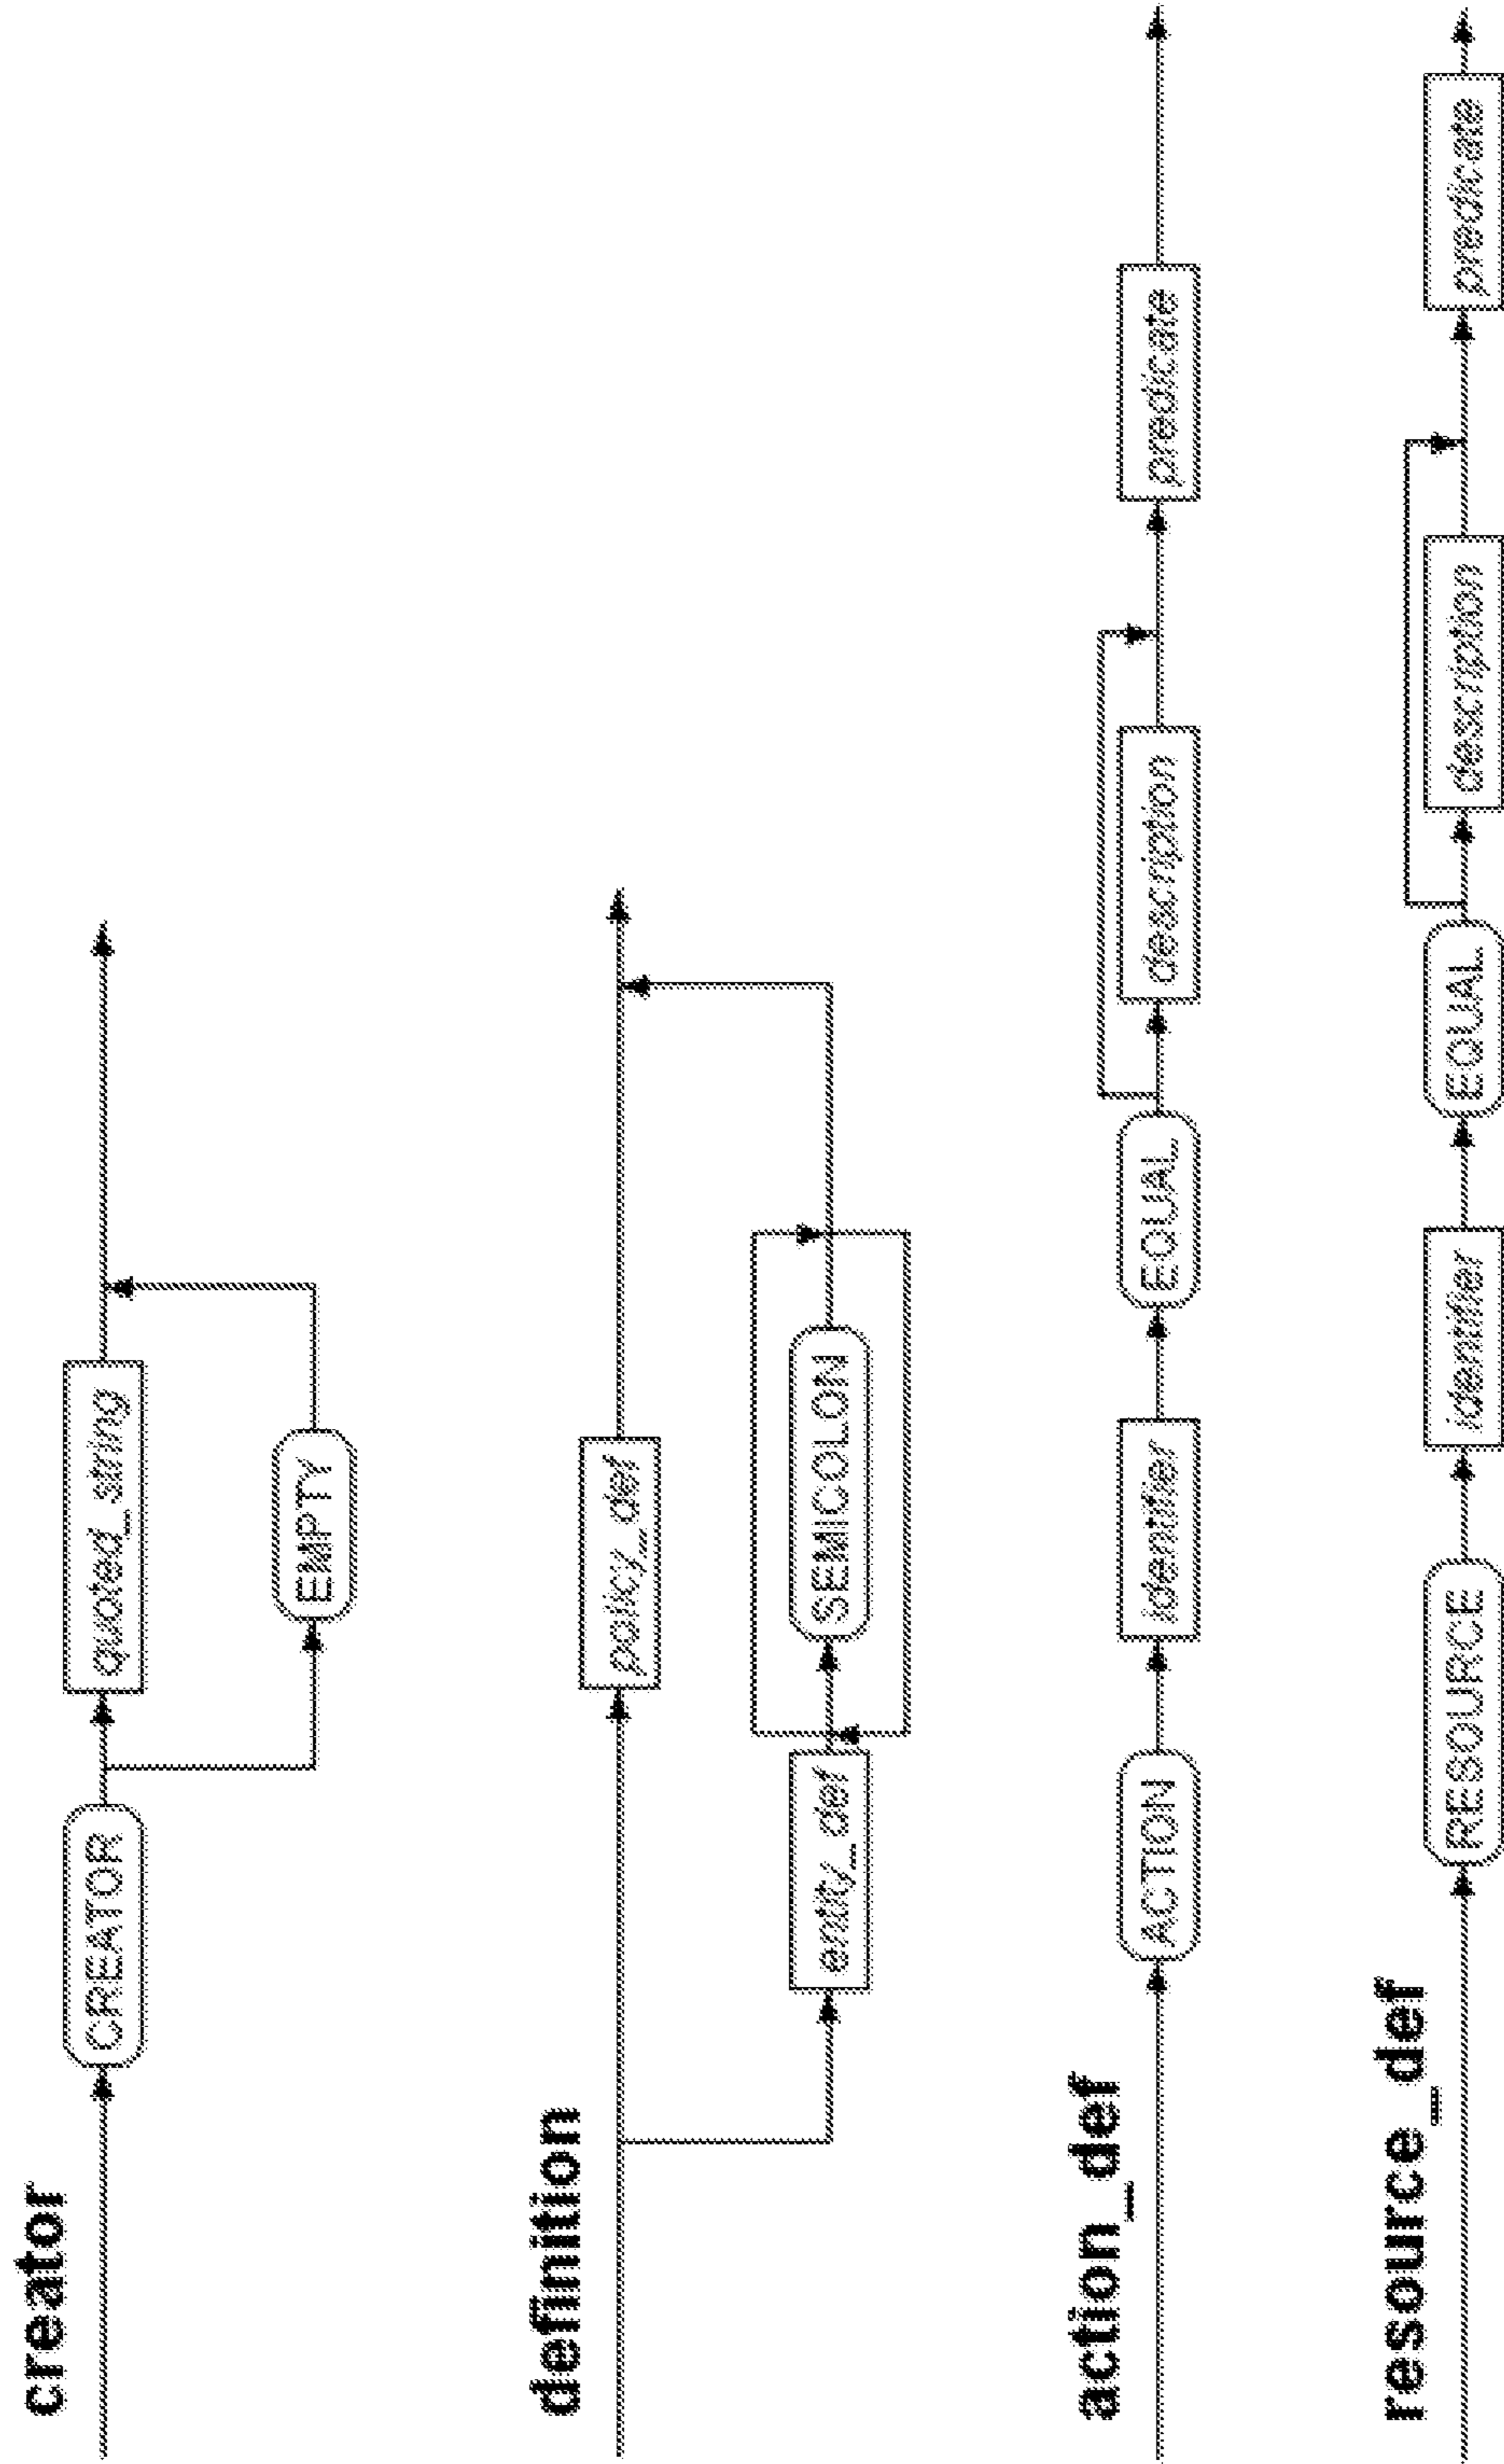 creator
CREATOR quoted_string
EMPTY
definition
policy_def
entity_def SEMICOLON
action_def
ACTION identifier EQUAL description predicate
resource_def
RESOURCE identifier EQUAL description predicate